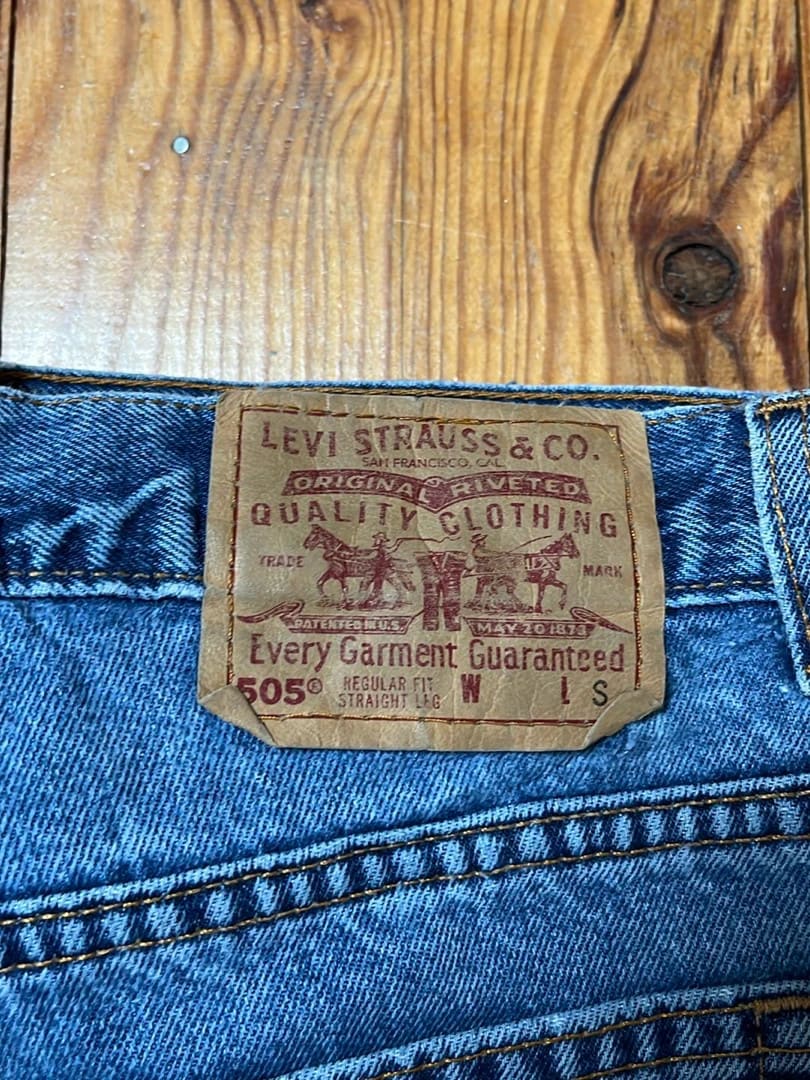 LEVI STRAUSS & CO.
SAN FRANCISCO, CAL.
ORIGINAL RIVETED
QUALITY CLOTHING
TRADE MARK
PATENTED IN U.S. MAY 20 1873
Every Garment Guaranteed
505® REGULAR FIT W L S
STRAIGHT LEG